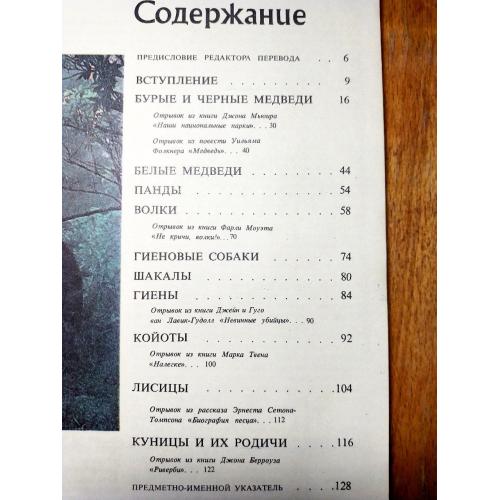 Содержание
ПРЕДИСЛОВИЕ РЕДАКТОРА ПЕРЕВОДА . . 6
ВСТУПЛЕНИЕ . . . . . . . . . 9
БУРЫЕ И ЧЕРНЫЕ МЕДВЕДИ 16
Отрывок из книги Джона Мьюира
«Наши национальные парки». . . 30
Отрывок из повести Уильяма
Фолкнера «Медведь». . . 40
БЕЛЫЕ МЕДВЕДИ . . . . . . . 44
ПАНДЫ . . . . . . . . . . . 54
ВОЛКИ . . . . . . . . . . . 58
Отрывок из книги Фарли Моуэта
«Не кричи, волки!». . . 70
ГИЕНОВЫЕ СОБАКИ . . . . . . 74
ШАКАЛЫ . . . . . . . . . . 80
ГИЕНЫ . . . . . . . . . . . 84
Отрывок из книги Джейн и Гуго
ван Лавик-Гудолл «Невинные убийцы». . . 90
КОЙОТЫ . . . . . . . . . . 92
Отрывок из книги Марка Твена
«Налегке». . . 100
ЛИСИЦЫ . . . . . . . . . . 104
Отрывок из рассказа Эрнеста Сетона-
Томпсона «Биография песца». . . 112
КУНИЦЫ И ИХ РОДИЧИ . . . . 116
Отрывок из книги Джона Берроуза
«Риверби». . . 122
ПРЕДМЕТНО-ИМЕННОЙ УКАЗАТЕЛЬ . . . . 128